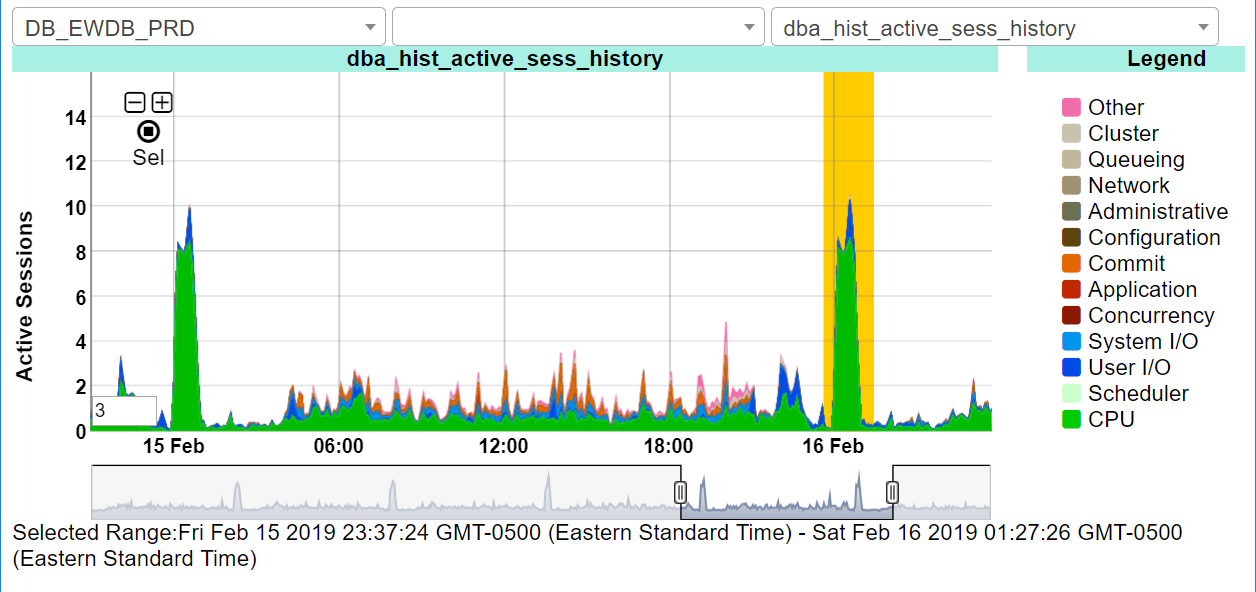 DB_EWDB_PRD
dba_hist_active_sess_history
dba_hist_active_sess_history
Legend
Sel
Active Sessions
14
12
10
8
6
4
2
0
3
15 Feb
06:00
12:00
18:00
16 Feb
Other
Cluster
Queueing
Network
Administrative
Configuration
Commit
Application
Concurrency
System I/O
User I/O
Scheduler
CPU
Selected Range:Fri Feb 15 2019 23:37:24 GMT-0500 (Eastern Standard Time) - Sat Feb 16 2019 01:27:26 GMT-0500
(Eastern Standard Time)